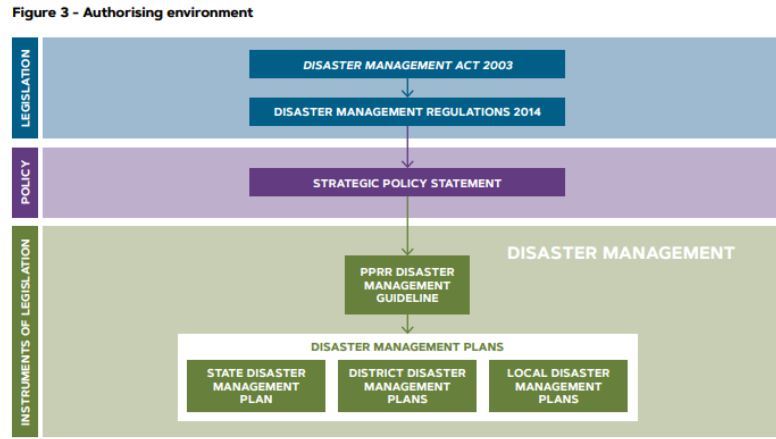 Figure 3 - Authorising environment
LEGISLATION
DISASTER MANAGEMENT ACT 2003
DISASTER MANAGEMENT REGULATIONS 2014
POLICY
STRATEGIC POLICY STATEMENT
INSTRUMENTS OF LEGISLATION
DISASTER MANAGEMENT
PPRR DISASTER
MANAGEMENT
GUIDELINE
DISASTER MANAGEMENT PLANS
STATE DISASTER
MANAGEMENT
PLAN
DISTRICT DISASTER
MANAGEMENT
PLANS
LOCAL DISASTER
MANAGEMENT
PLANS